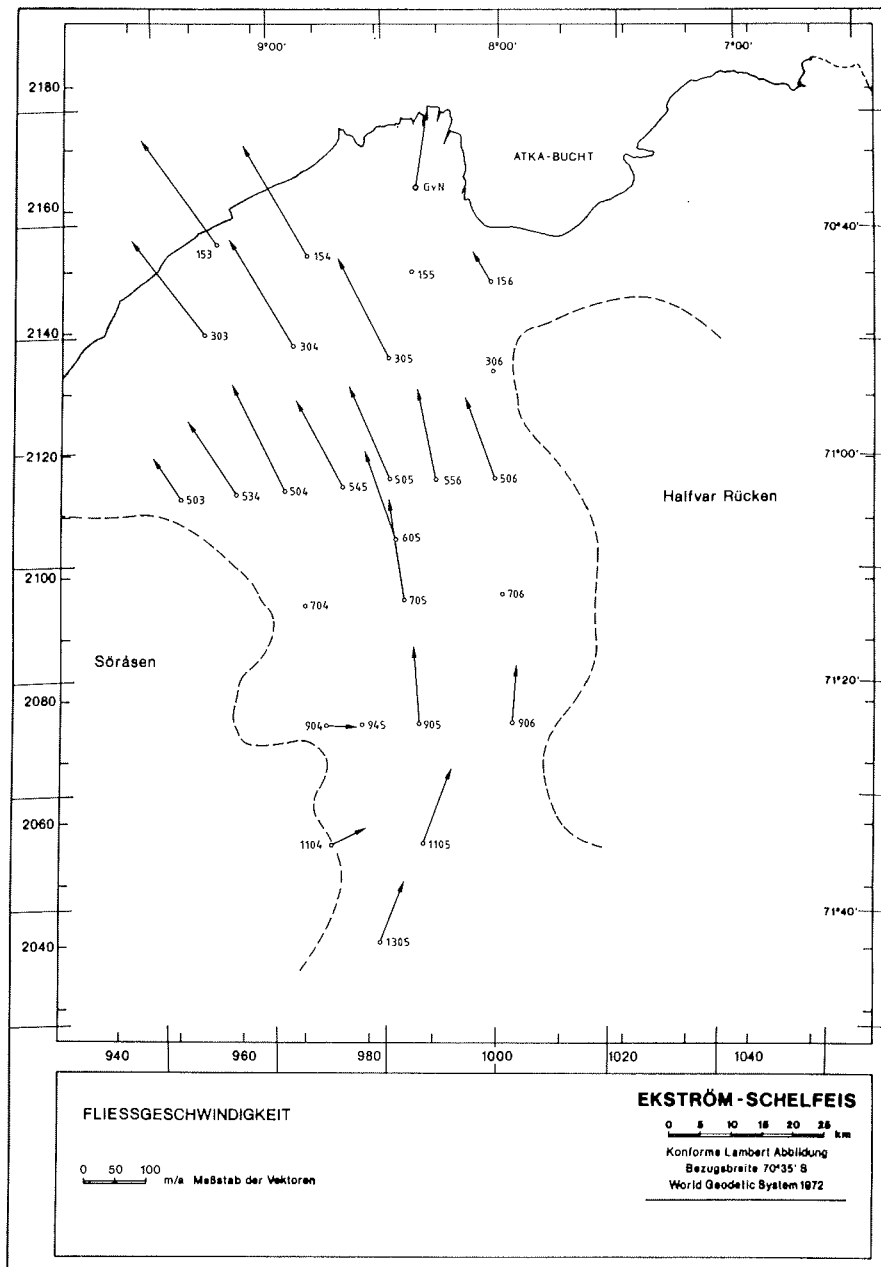 9°00' 8°00' 7°00'
2180
ATKA-BUCHT
GvN
2160
70°40'
153 154 155 156
2140
303 304 305 306
2120
71°00'
503 534 504 545 505 556 506
Halfvar Rücken
605
2100
704 705 706
Söråsen
71°20'
2080
904 945 905 906
2060
1104 1105
71°40'
2040
1305
940 960 980 1000 1020 1040
FLIESSGESCHWINDIGKEIT
0 50 100 m/a Meßstab der Vektoren
EKSTRÖM-SCHELFEIS
0 5 10 15 20 25 km
Konforme Lambert Abbildung
Bezugsbreite 70°35' S
World Geodetic System 1972